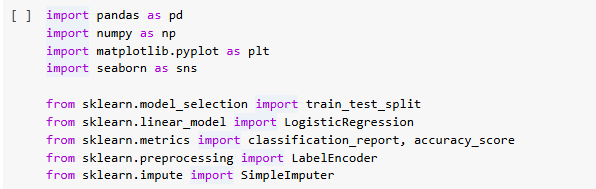 [ ] import pandas as pd
import numpy as np
import matplotlib.pyplot as plt
import seaborn as sns
from sklearn.model_selection import train_test_split
from sklearn.linear_model import LogisticRegression
from sklearn.metrics import classification_report, accuracy_score
from sklearn.preprocessing import LabelEncoder
from sklearn.impute import SimpleImputer